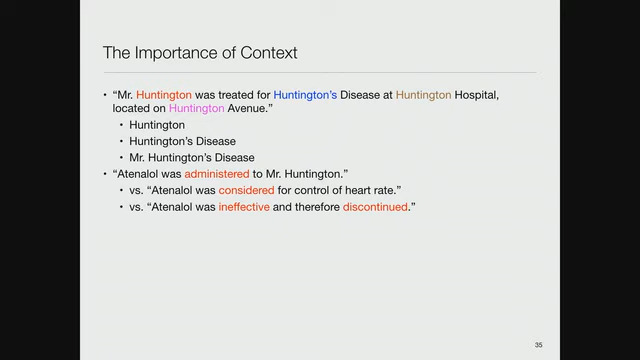 The Importance of Context
• “Mr. Huntington was treated for Huntington’s Disease at Huntington Hospital,
located on Huntington Avenue.”
• Huntington
• Huntington’s Disease
• Mr. Huntington’s Disease
• “Atenalol was administered to Mr. Huntington.”
• vs. “Atenalol was considered for control of heart rate.”
• vs. “Atenalol was ineffective and therefore discontinued.”
35